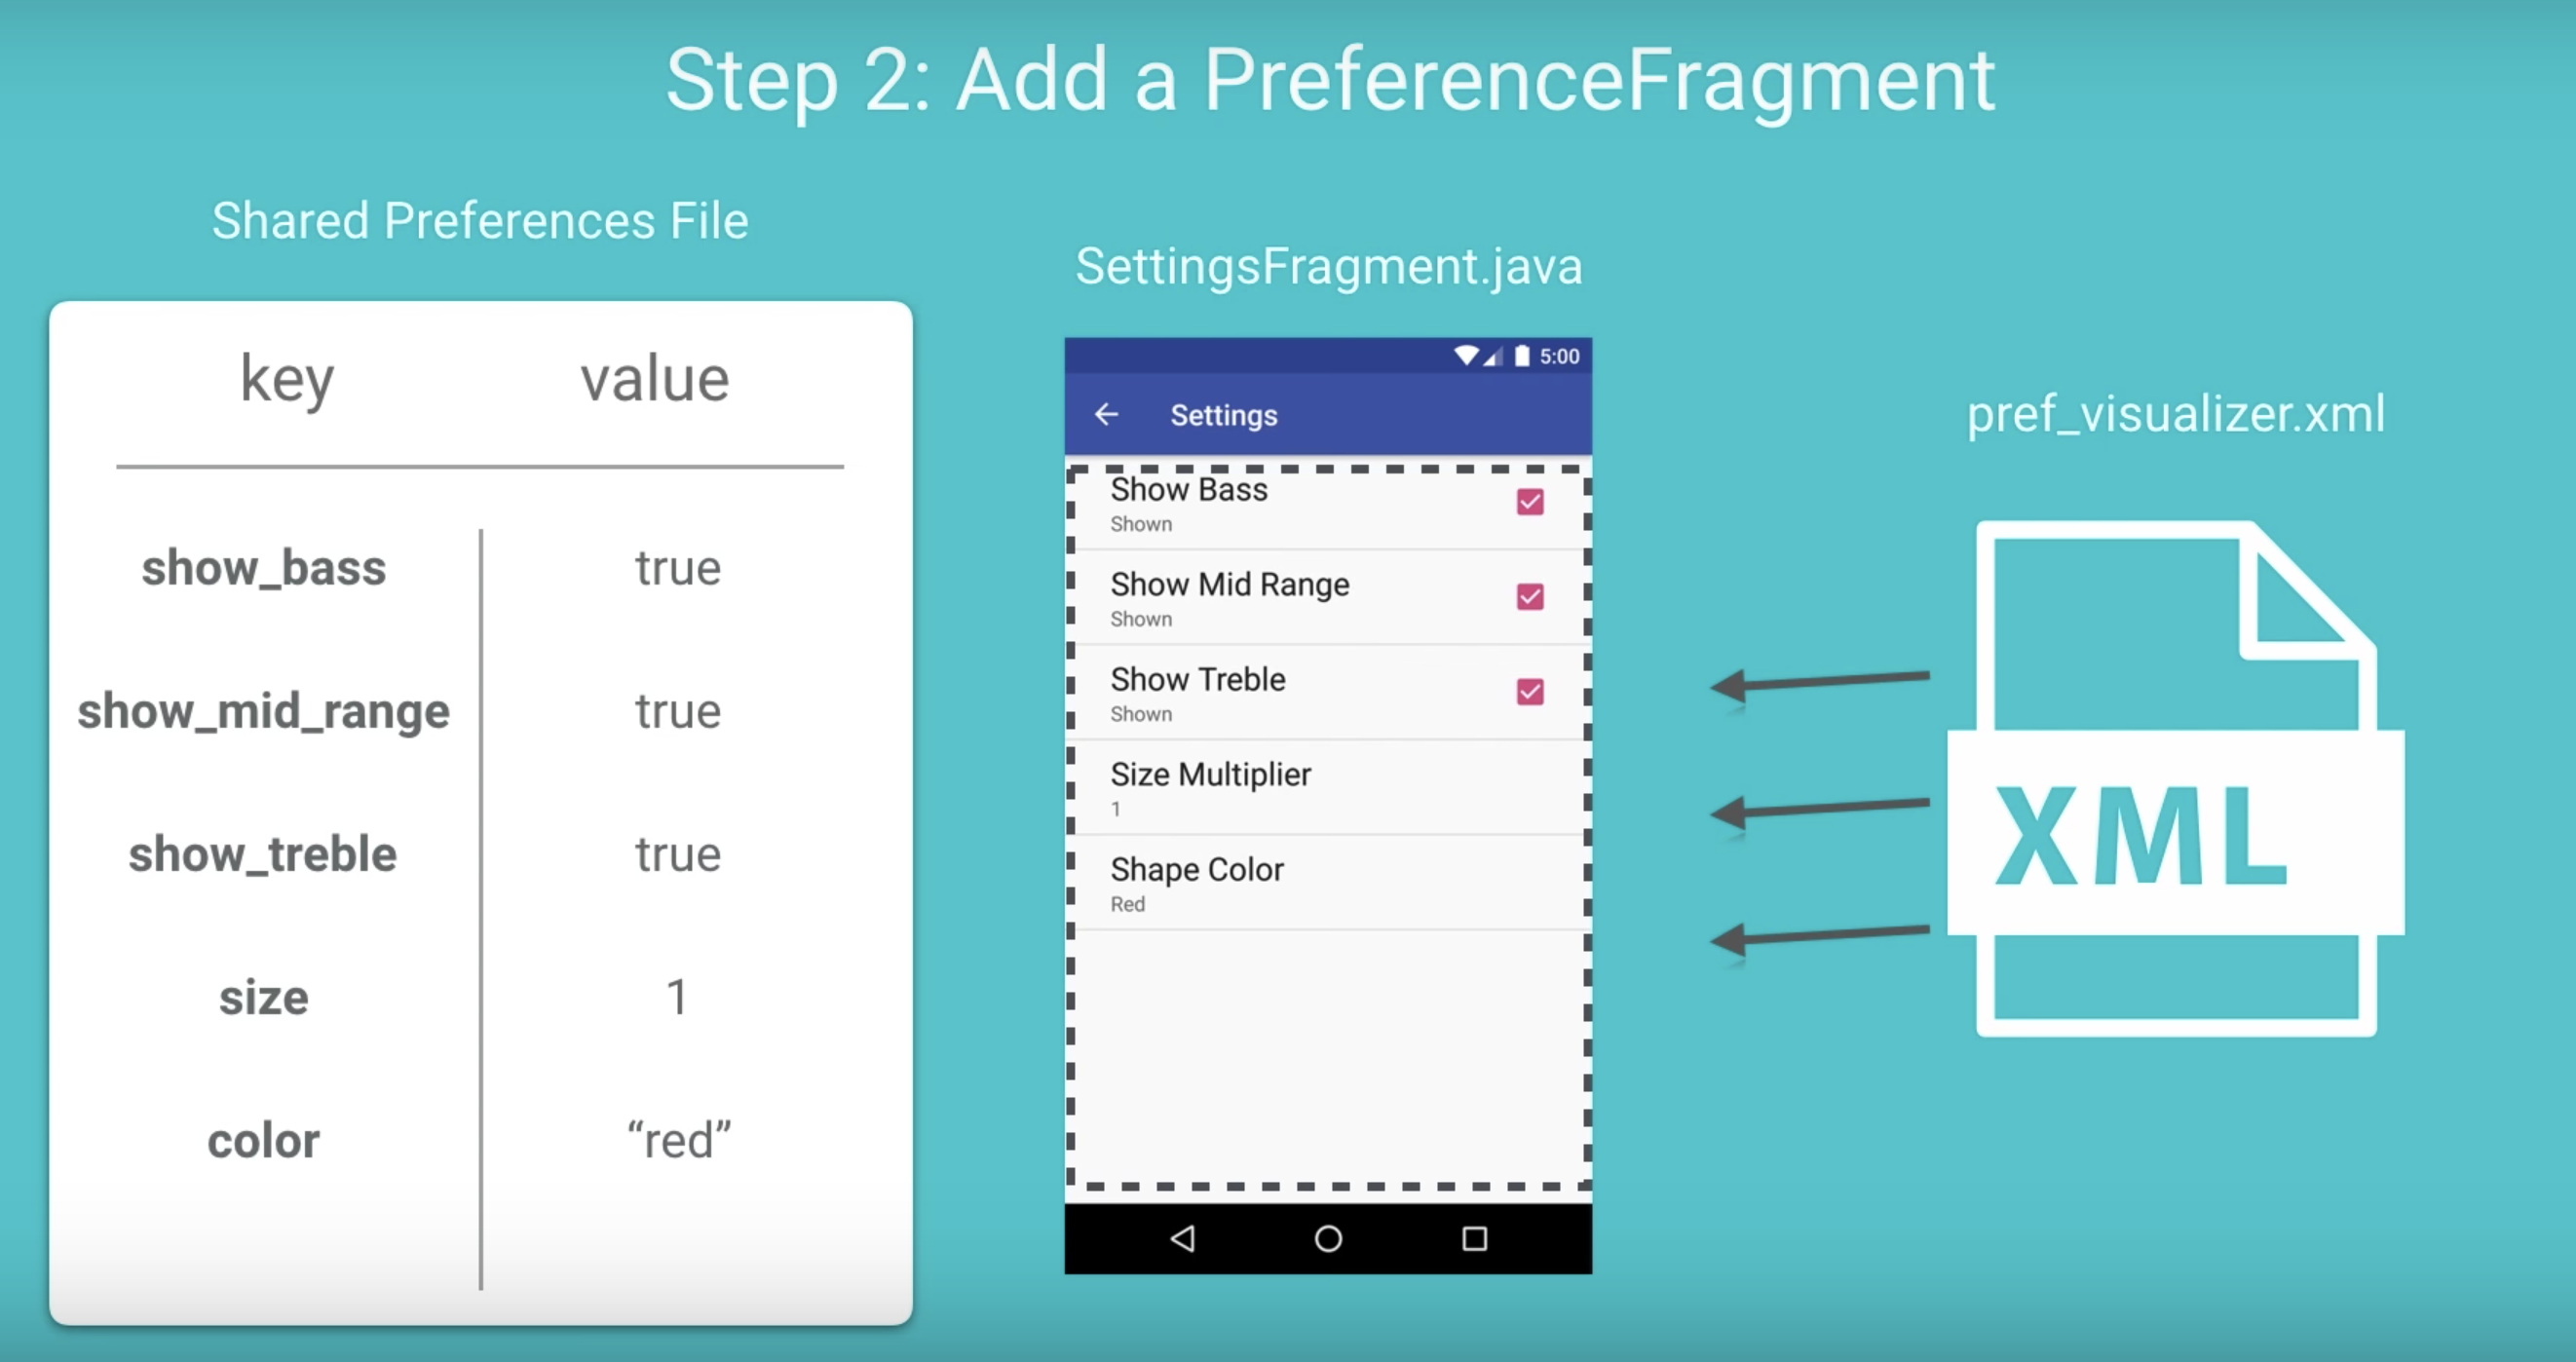 Step 2: Add a PreferenceFragment
Shared Preferences File
key value
show_bass true
show_mid_range true
show_treble true
size 1
color “red”
SettingsFragment.java
5:00
Settings
Show Bass
Shown
Show Mid Range
Shown
Show Treble
Shown
Size Multiplier
1
Shape Color
Red
pref_visualizer.xml
XML